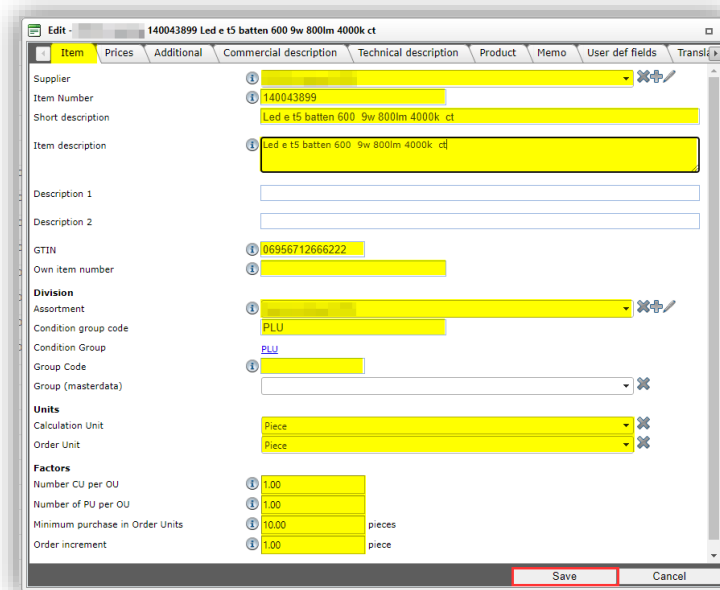 Edit - 140043899 Led e t5 batten 600 9w 800lm 4000k ct
Item Prices Additional Commercial description Technical description Product Memo User def fields Transla
Supplier
Item Number 140043899
Short description Led e t5 batten 600 9w 800lm 4000k ct
Item description Led e t5 batten 600 9w 800lm 4000k ct
Description 1
Description 2
GTIN 06956712666222
Own item number
Division
Assortment
Condition group code PLU
Condition Group PLU
Group Code
Group (masterdata)
Units
Calculation Unit Piece
Order Unit Piece
Factors
Number CU per OU 1.00
Number of PU per OU 1.00
Minimum purchase in Order Units 10.00 pieces
Order increment 1.00 piece
Save Cancel